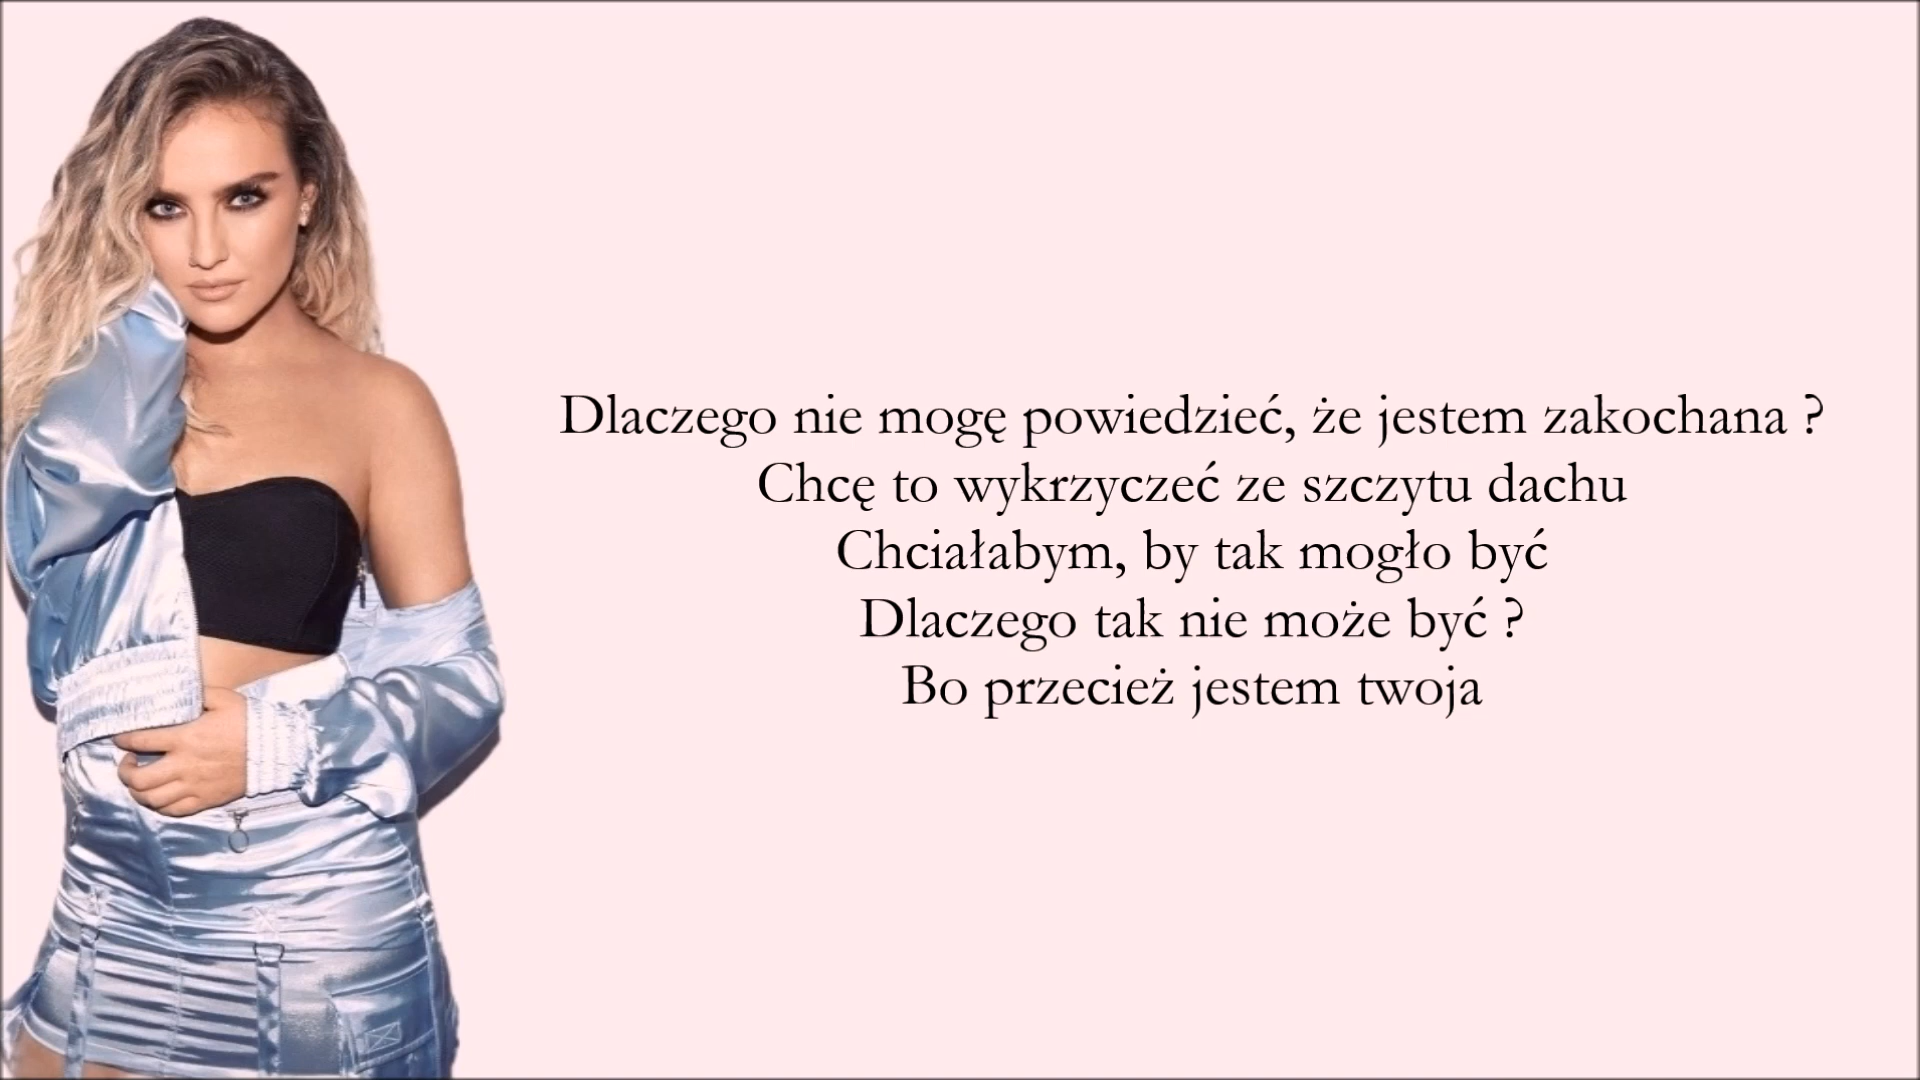 Dlaczego nie mogę powiedzieć, że jestem zakochana ?
Chcę to wykrzyczeć ze szczytu dachu
Chciałabym, by tak mogło być
Dlaczego tak nie może być ?
Bo przecież jestem twoja